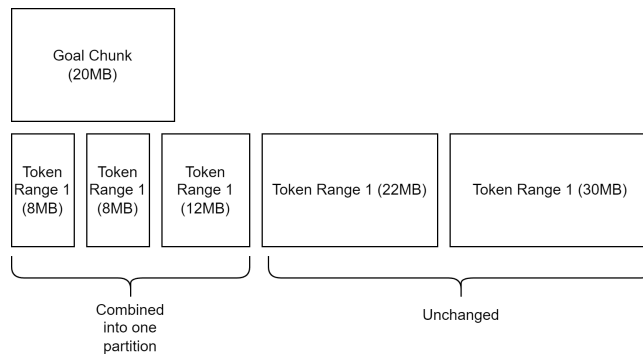 Goal Chunk
(20MB)
Token
Range 1
(8MB)
Token
Range 1
(8MB)
Token
Range 1
(12MB)
Token Range 1 (22MB)
Token Range 1 (30MB)
Combined
into one
partition
Unchanged